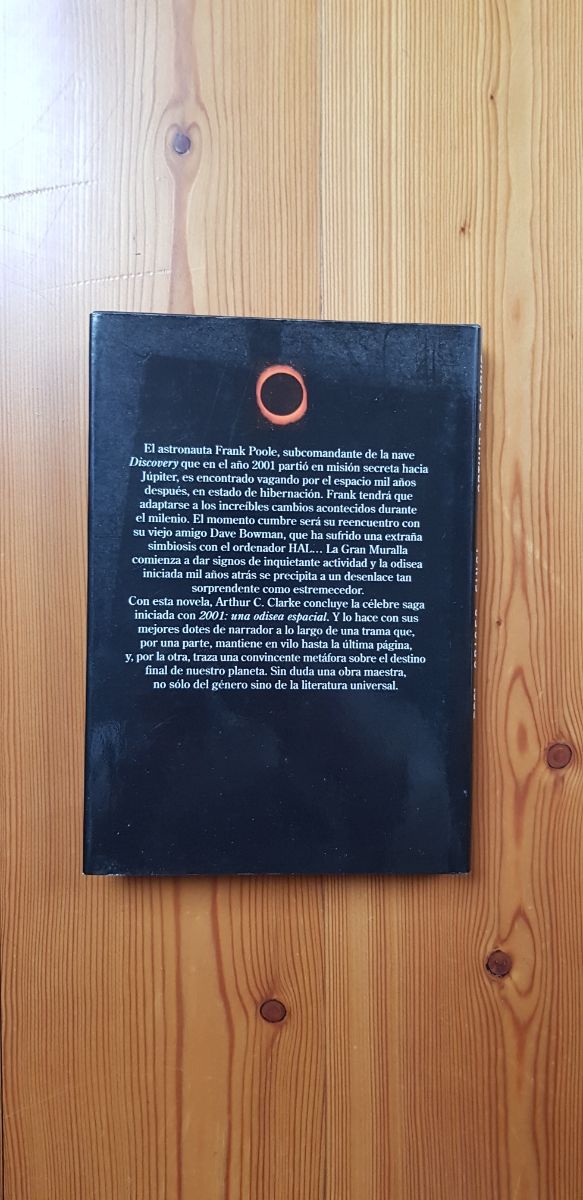 El astronauta Frank Poole, subcomandante de la nave
Discovery que en el año 2001 partió en misión secreta hacia
Júpiter, es encontrado vagando por el espacio mil años
después, en estado de hibernación. Frank tendrá que
adaptarse a los increíbles cambios acontecidos durante
el milenio. El momento cumbre será su reencuentro con
su viejo amigo Dave Bowman, que ha sufrido una extraña
simbiosis con el ordenador HAL... La Gran Muralla
comienza a dar signos de inquietante actividad y la odisea
iniciada mil años atrás se precipita a un desenlace tan
sorprendente como estremecedor.
Con esta novela, Arthur C. Clarke concluye la célebre saga
iniciada con 2001: una odisea espacial. Y lo hace con sus
mejores dotes de narrador a lo largo de una trama que,
por una parte, mantiene en vilo hasta la última página,
y, por la otra, traza una convincente metáfora sobre el destino
final de nuestro planeta. Sin duda una obra maestra,
no sólo del género sino de la literatura universal.